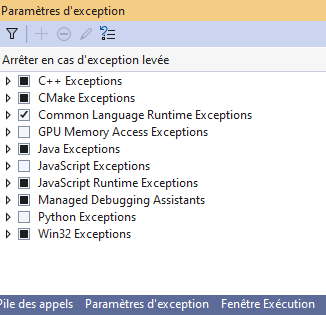 Paramètres d'exception
Arrêter en cas d'exception levée
C++ Exceptions
CMake Exceptions
Common Language Runtime Exceptions
GPU Memory Access Exceptions
Java Exceptions
JavaScript Exceptions
JavaScript Runtime Exceptions
Managed Debugging Assistants
Python Exceptions
Win32 Exceptions
Pile des appels Paramètres d'exception Fenêtre Exécution